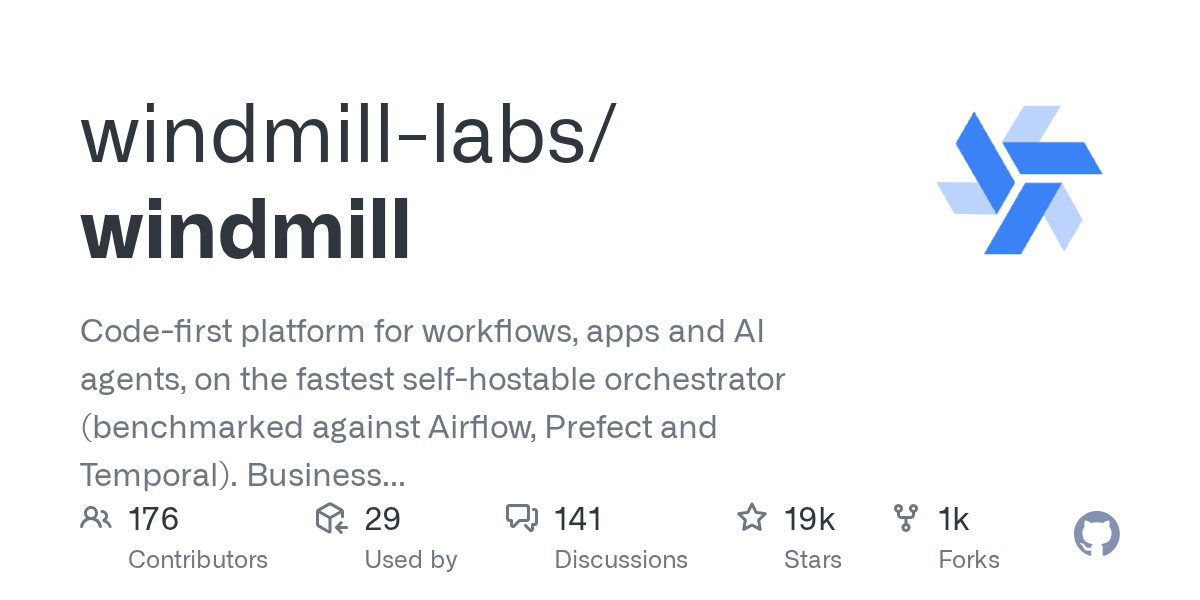 windmill-labs/
windmill
Code-first platform for workflows, apps and AI
agents, on the fastest self-hostable orchestrator
(benchmarked against Airflow, Prefect and
Temporal). Business...
176 29 141 19k 1k
Contributors Used by Discussions Stars Forks